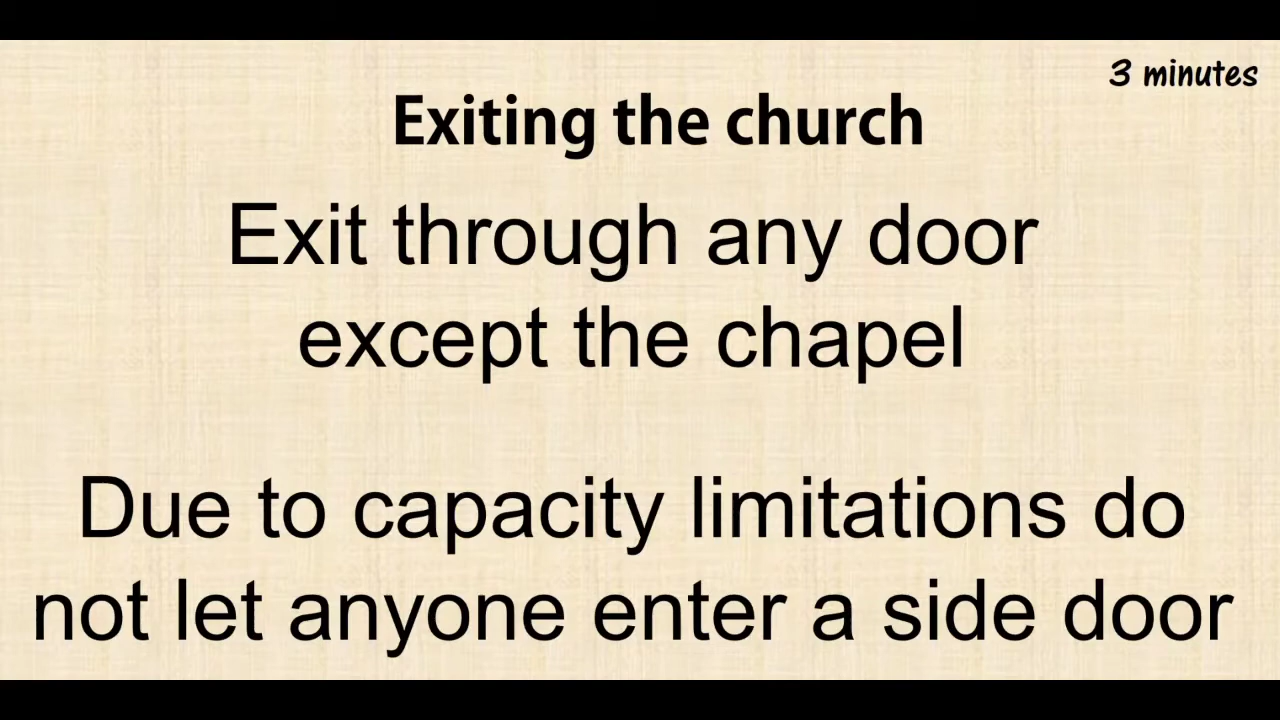 3 minutes
Exiting the church
Exit through any door
except the chapel
Due to capacity limitations do
not let anyone enter a side door